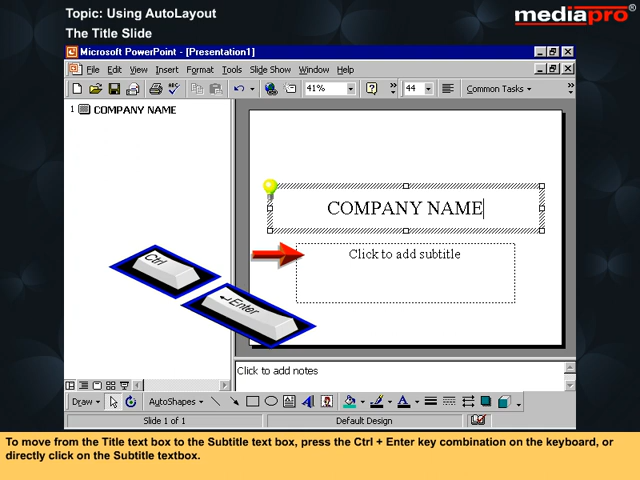 Topic: Using AutoLayout
The Title Slide
mediapro®
Microsoft PowerPoint - [Presentation1]
File Edit View Insert Format Tools Slide Show Window Help
41% 44 Common Tasks
1 COMPANY NAME
COMPANY NAME
Click to add subtitle
Ctrl
Enter
Click to add notes
Draw AutoShapes
Slide 1 of 1 Default Design
To move from the Title text box to the Subtitle text box, press the Ctrl + Enter key combination on the keyboard, or
directly click on the Subtitle textbox.